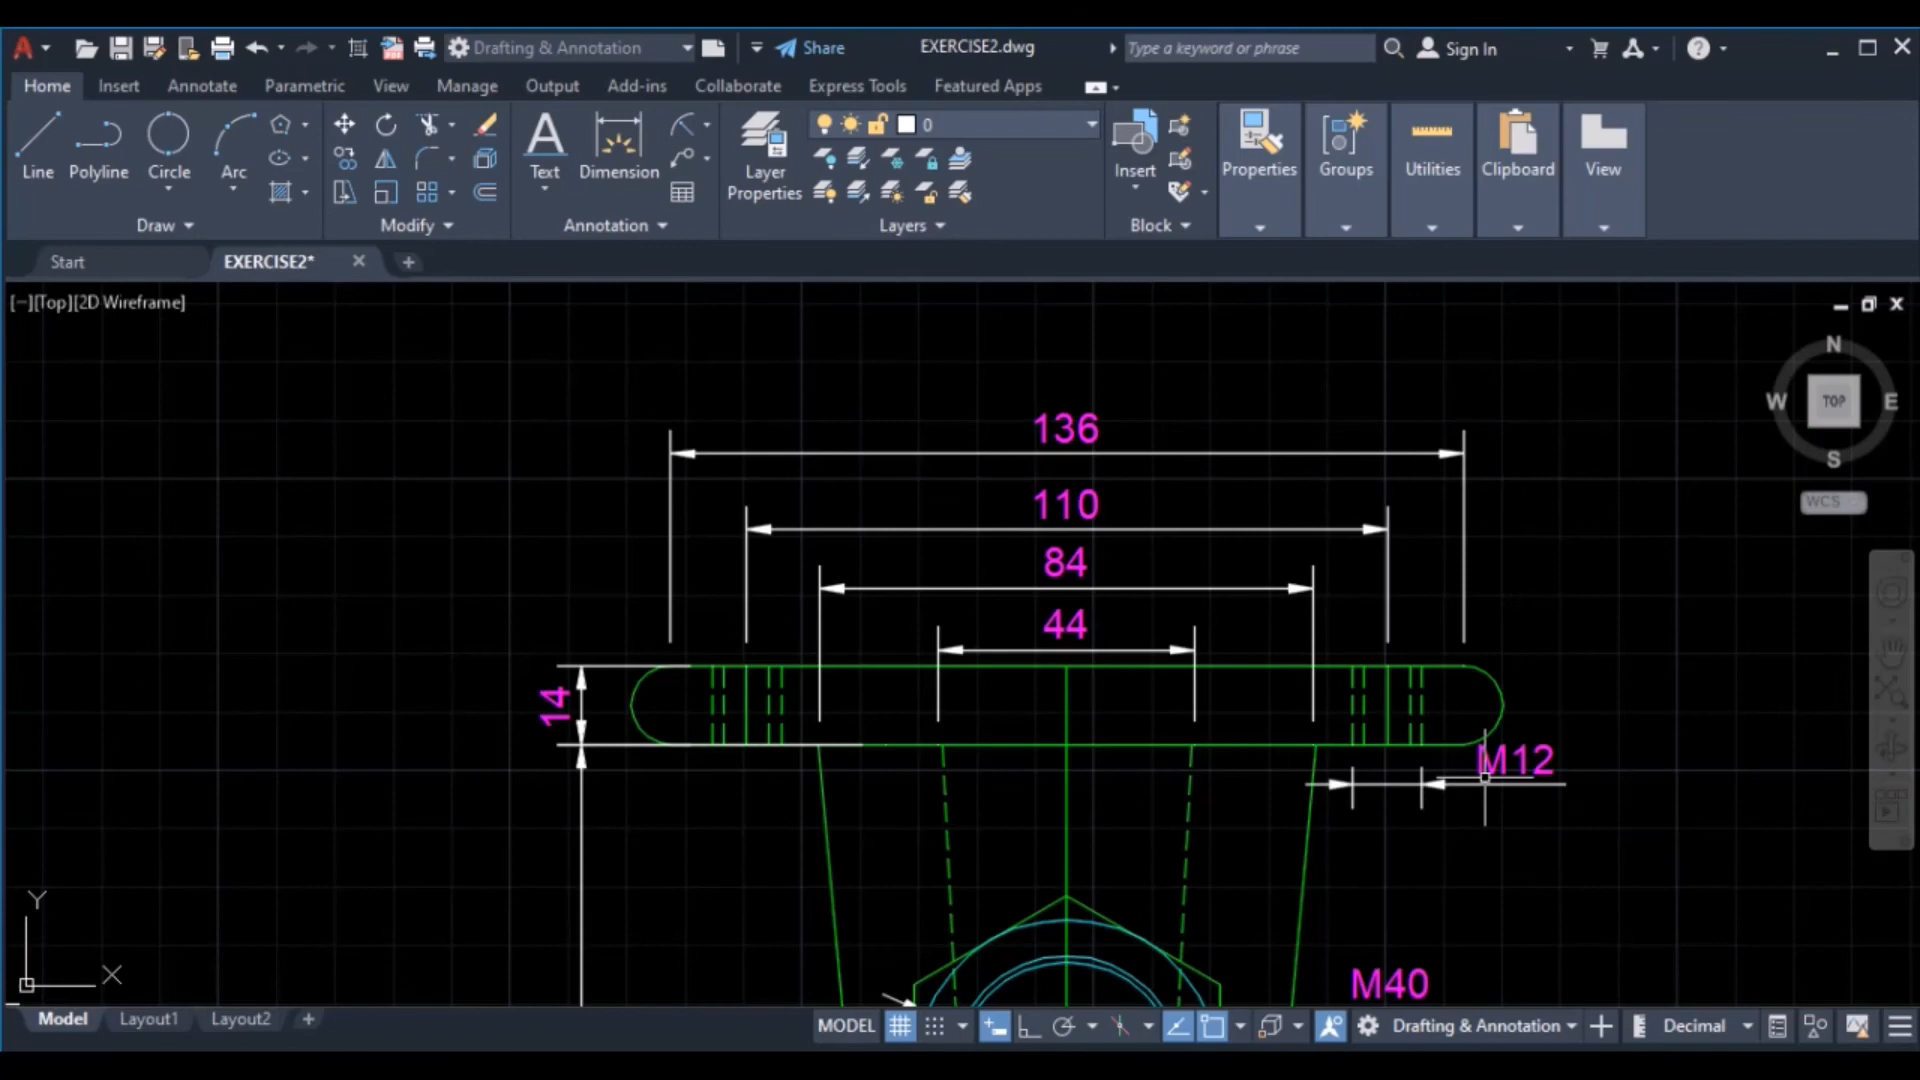 Drafting & Annotation
Share
EXERCISE2.dwg
Type a keyword or phrase
Sign In
Home
Insert
Annotate
Parametric
View
Manage
Output
Add-ins
Collaborate
Express Tools
Featured Apps
0
Line
Polyline
Circle
Arc
Text
Dimension
Layer Properties
Insert
Properties
Groups
Utilities
Clipboard
View
Draw
Modify
Annotation
Layers
Block
Start
EXERCISE2*
[−][Top][2D Wireframe]
N
W
TOP
E
S
WCS
136
110
84
44
14
M12
M40
Y
X
Model
Layout1
Layout2
MODEL
Drafting & Annotation
Decimal